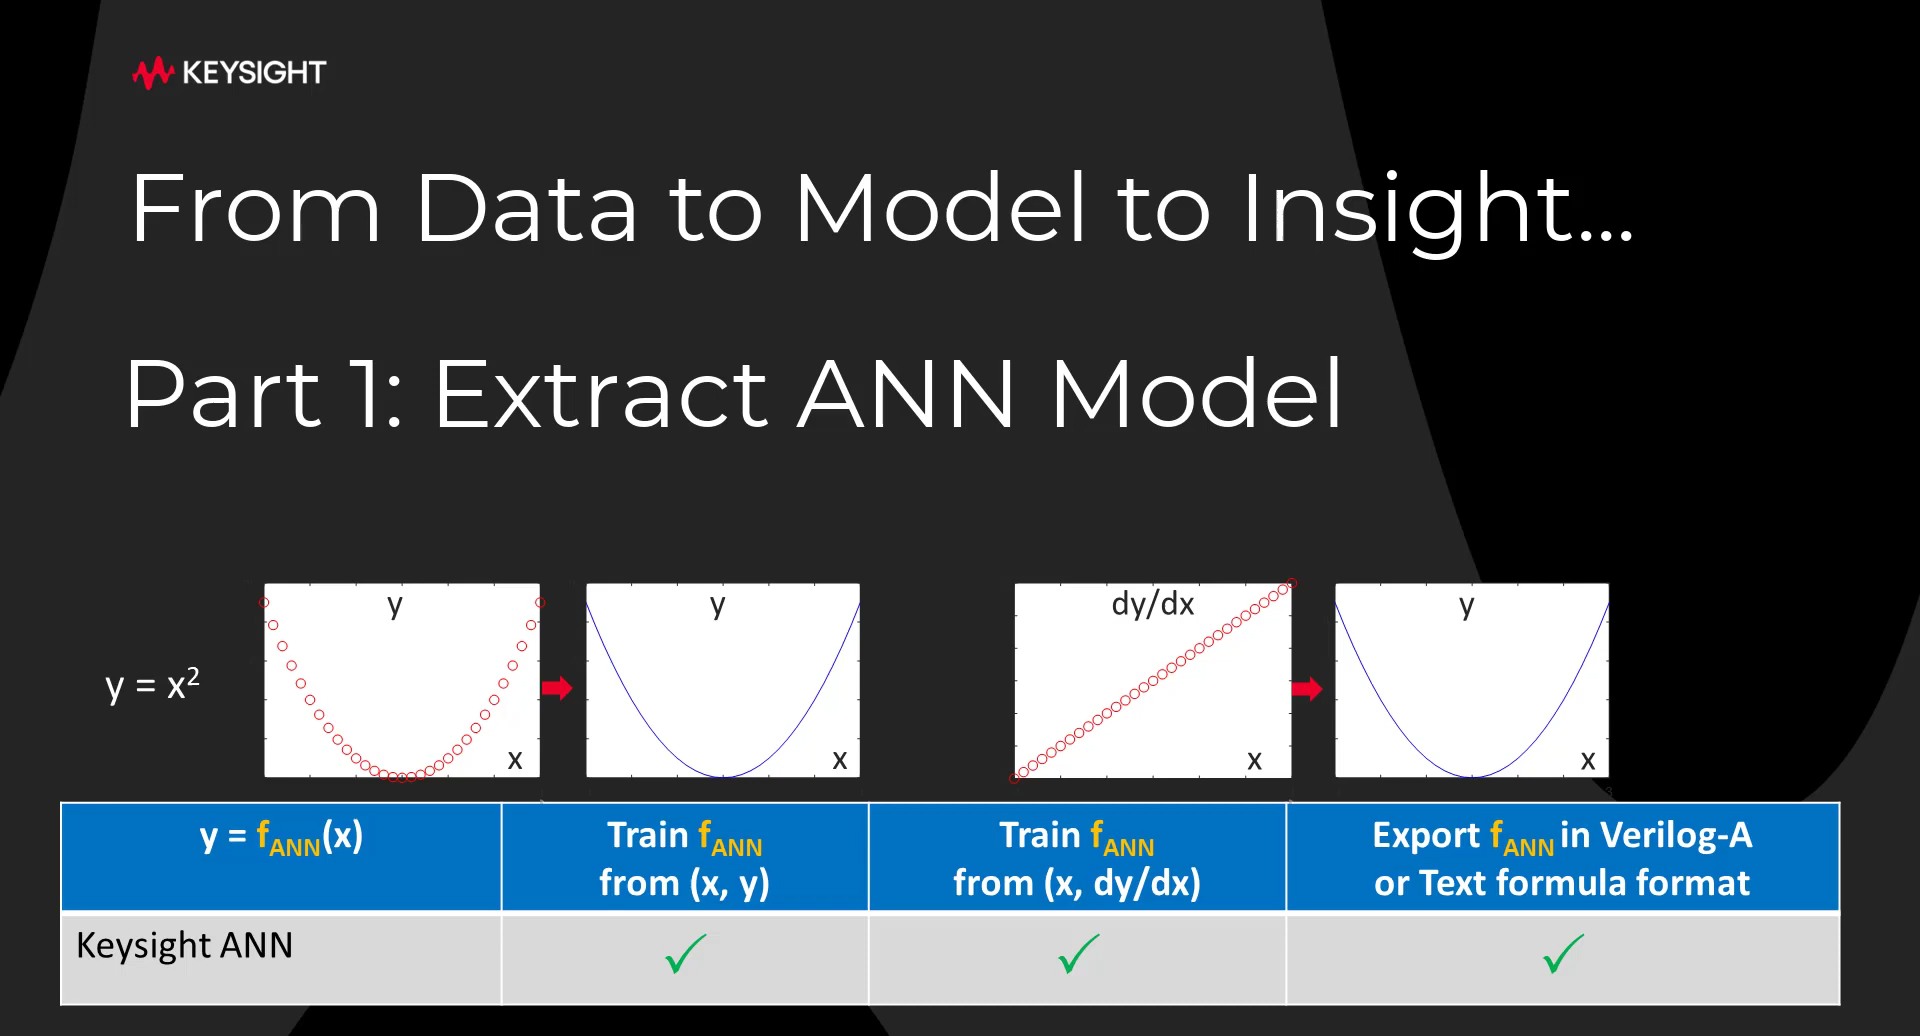 KEYSIGHT
From Data to Model to Insight...
Part 1: Extract ANN Model
y = x²
y
x
y
x
dy/dx
x
y
x
y = fANN(x)
Train fANN
from (x, y)
Train fANN
from (x, dy/dx)
Export fANN in Verilog-A
or Text formula format
Keysight ANN
✓
✓
✓